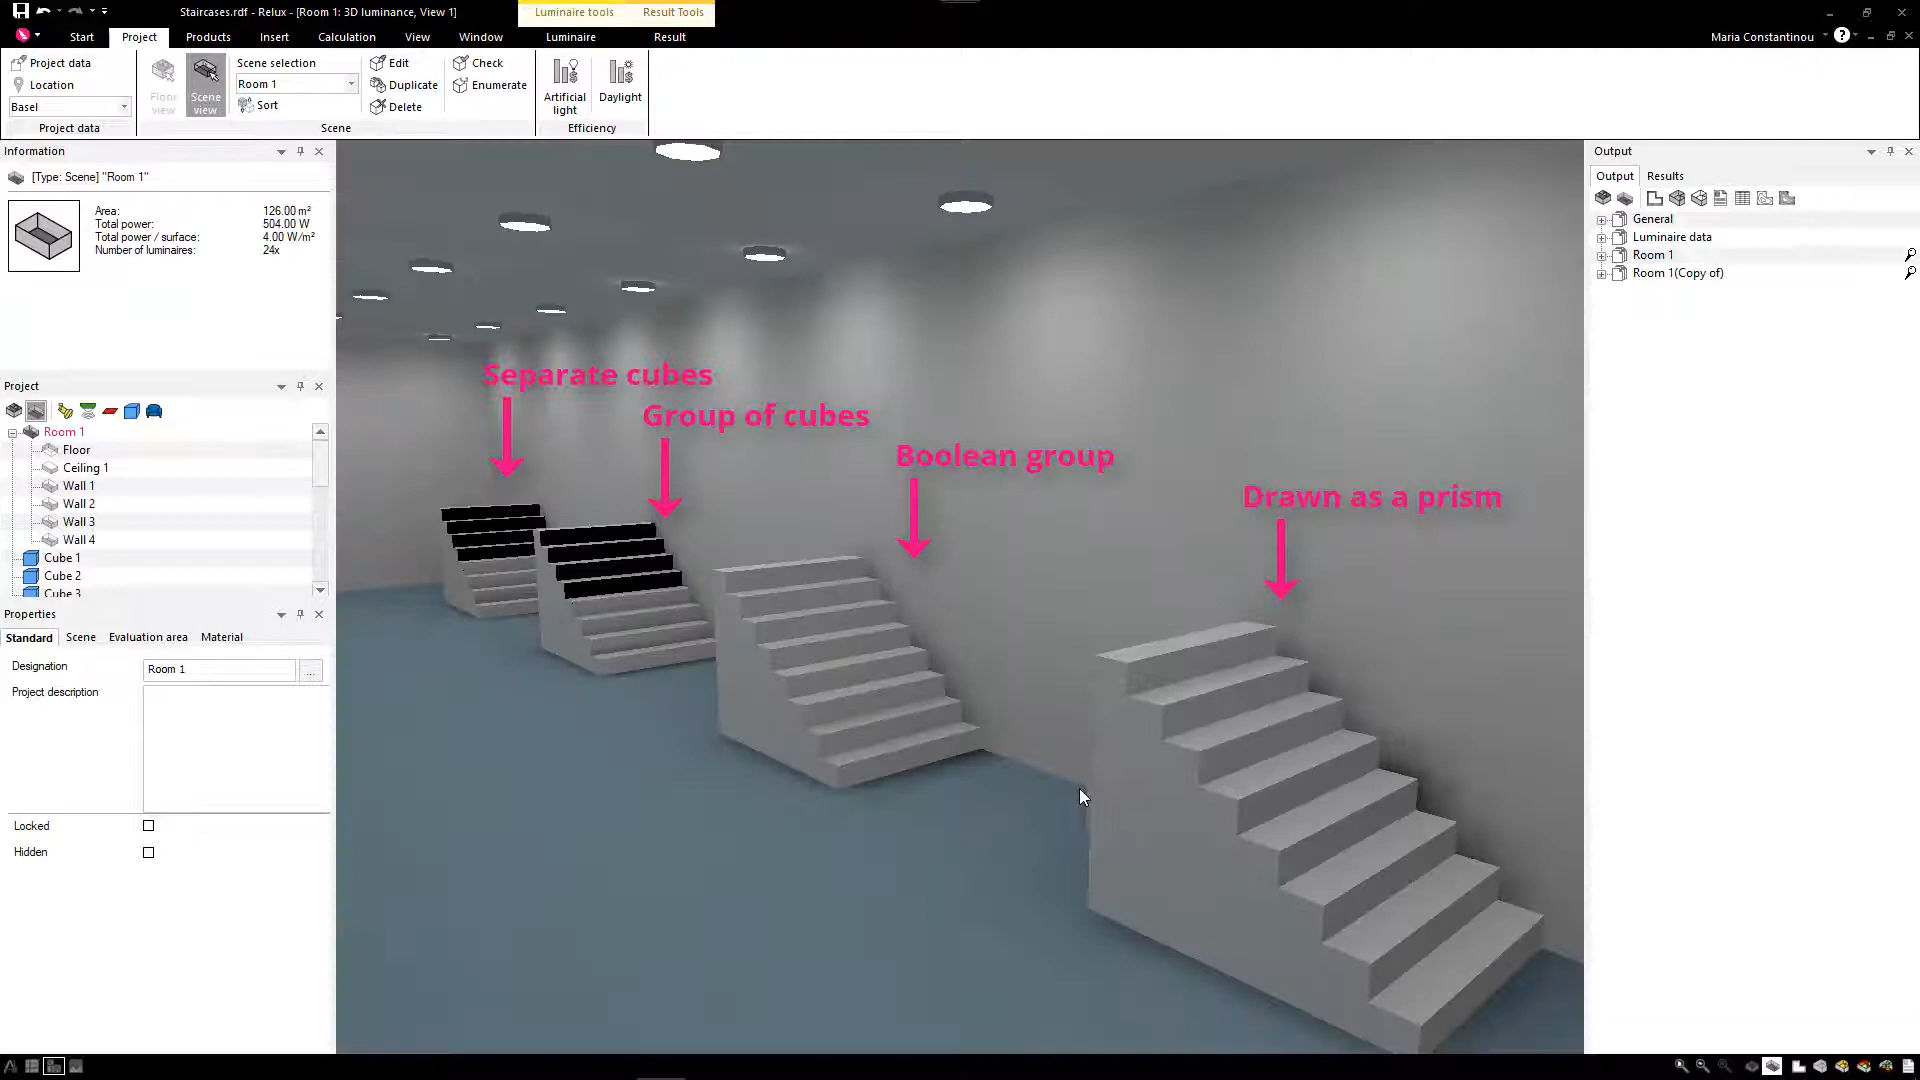 Staircases.rdf - Relux - [Room 1: 3D luminance, View 1]
Luminaire tools
Result Tools
Start
Project
Products
Insert
Calculation
View
Window
Luminaire
Result
Maria Constantinou
Project data
Location
Basel
Project data
Floor view
Scene view
Scene selection
Room 1
Sort
Edit
Duplicate
Delete
Check
Enumerate
Scene
Artificial light
Daylight
Efficiency
Information
[Type: Scene] "Room 1"
Area: 126.00 m²
Total power: 504.00 W
Total power / surface: 4.00 W/m²
Number of luminaires: 24x
Project
Room 1
Floor
Ceiling 1
Wall 1
Wall 2
Wall 3
Wall 4
Cube 1
Cube 2
Cube 3
Properties
Standard
Scene
Evaluation area
Material
Designation
Room 1
...
Project description
Locked
Hidden
Separate cubes
Group of cubes
Boolean group
Drawn as a prism
Output
Output
Results
General
Luminaire data
Room 1
Room 1(Copy of)